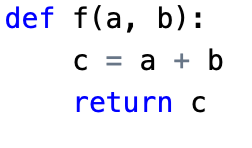 def f(a, b):
    c = a + b
    return c